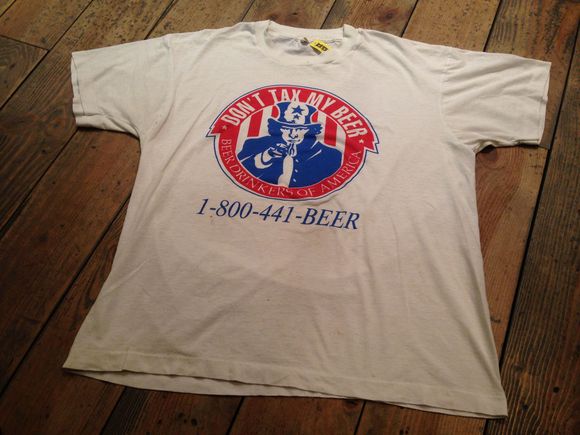 DON'T TAX MY BEER
BEER DRINKERS OF AMERICA
1-800-441-BEER